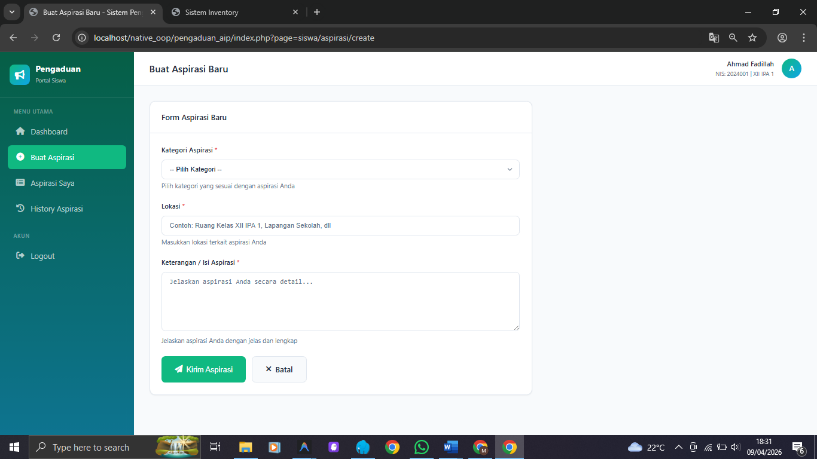 Buat Aspirasi Baru - Sistem Pen
Sistem Inventory
localhost/native_oop/pengaduan_aip/index.php?page=siswa/aspirasi/create
Pengaduan
Portal Siswa
MENU UTAMA
Dashboard
Buat Aspirasi
Aspirasi Saya
History Aspirasi
AKUN
Logout
Buat Aspirasi Baru
Ahmad Fadillah
NIS: 2024001 | XII IPA 1
A
Form Aspirasi Baru
Kategori Aspirasi *
-- Pilih Kategori --
Pilih kategori yang sesuai dengan aspirasi Anda
Lokasi *
Contoh: Ruang Kelas XII IPA 1, Lapangan Sekolah, dll
Masukkan lokasi terkait aspirasi Anda
Keterangan / Isi Aspirasi *
Jelaskan aspirasi Anda secara detail...
Jelaskan aspirasi Anda dengan jelas dan lengkap
Kirim Aspirasi
Batal
Type here to search
22°C
18:31
09/04/2026
6